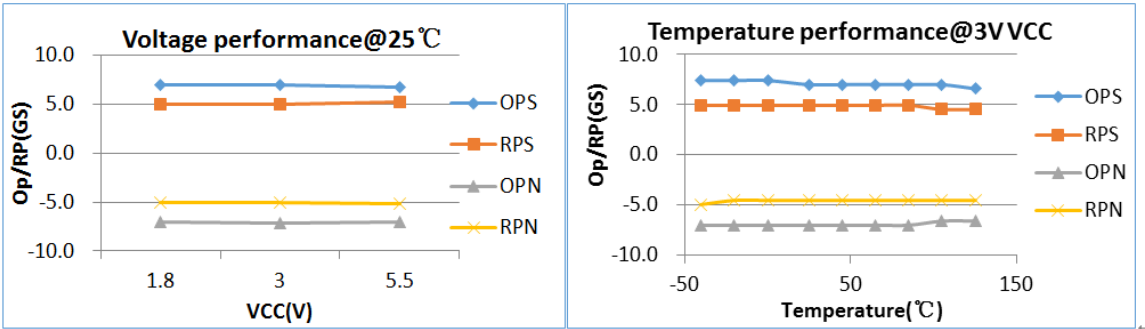 Voltage performance@25℃
Op/RP(GS)
10.0
5.0
0.0
-5.0
-10.0
1.8 3 5.5
VCC(V)
OPS
RPS
OPN
RPN
Temperature performance@3V VCC
Op/RP(GS)
10.0
5.0
0.0
-5.0
-10.0
-50 50 150
Temperature(℃)
OPS
RPS
OPN
RPN